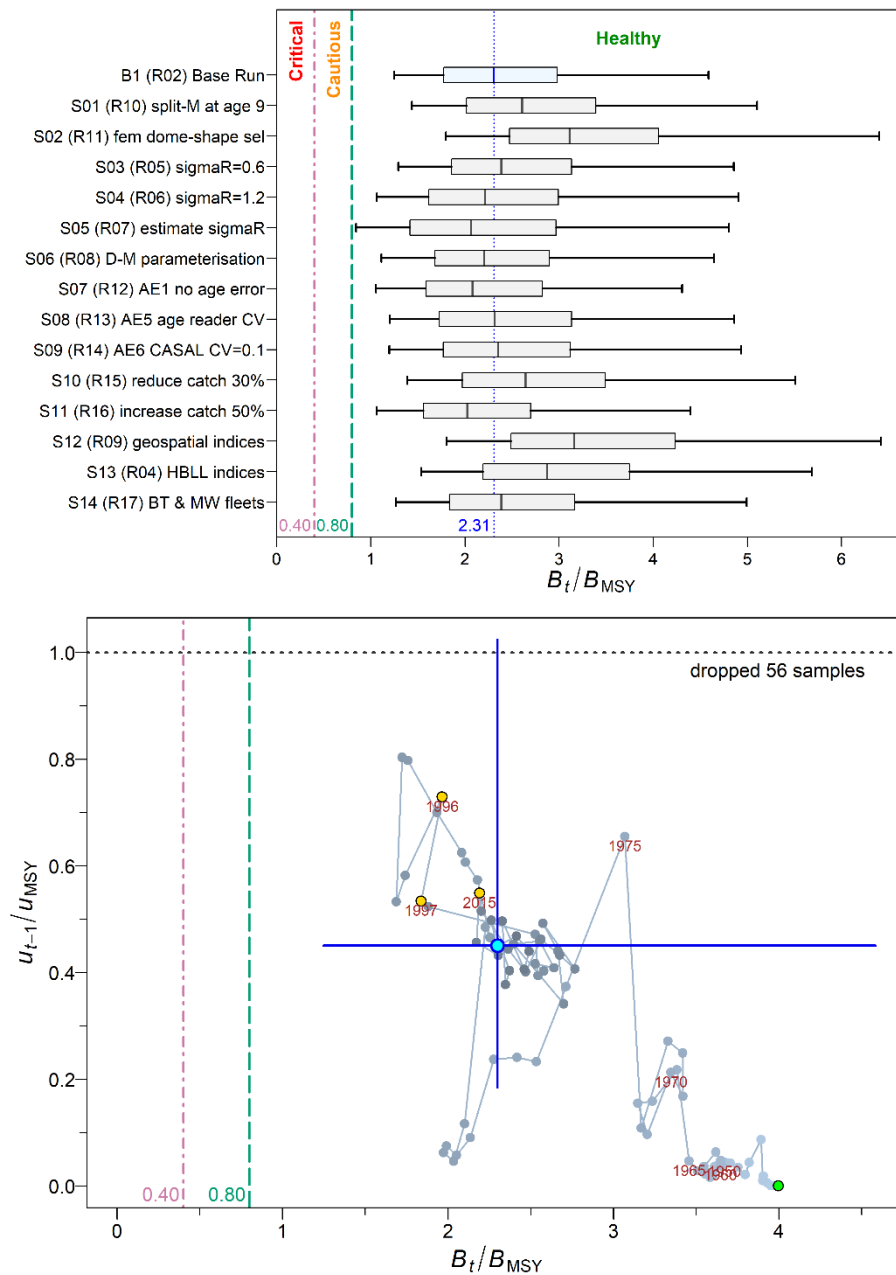 Critical
Cautious
Healthy
B1 (R02) Base Run
S01 (R10) split-M at age 9
S02 (R11) fem dome-shape sel
S03 (R05) sigmaR=0.6
S04 (R06) sigmaR=1.2
S05 (R07) estimate sigmaR
S06 (R08) D-M parameterisation
S07 (R12) AE1 no age error
S08 (R13) AE5 age reader CV
S09 (R14) AE6 CASAL CV=0.1
S10 (R15) reduce catch 30%
S11 (R16) increase catch 50%
S12 (R09) geospatial indices
S13 (R04) HBLL indices
S14 (R17) BT & MW fleets
0.40 0.80 2.31
0 1 2 3 4 5 6
Bt/BMSY
1.0
dropped 56 samples
0.8
1996
1975
0.6
1997
2015
0.4
ut−1/uMSY
0.2
1970
1965
1950
1960
0.0
0.40 0.80
0 1 2 3 4
Bt/BMSY